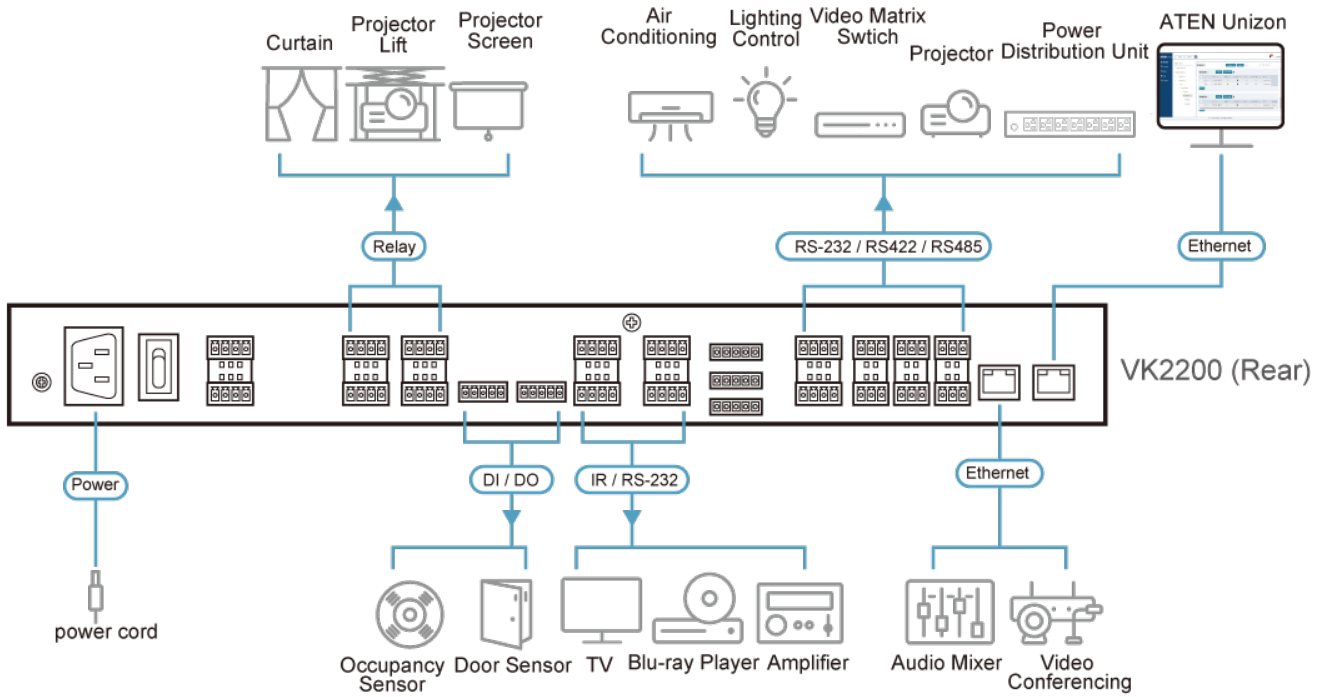 Curtain
Projector
Lift
Projector
Screen
Air
Conditioning
Lighting
Control
Video Matrix
Swtich
Projector
Power
Distribution Unit
ATEN Unizon
Relay
RS-232 / RS422 / RS485
Ethernet
VK2200 (Rear)
Power
DI / DO
IR / RS-232
Ethernet
power cord
Occupancy
Sensor
Door Sensor
TV
Blu-ray Player
Amplifier
Audio Mixer
Video
Conferencing